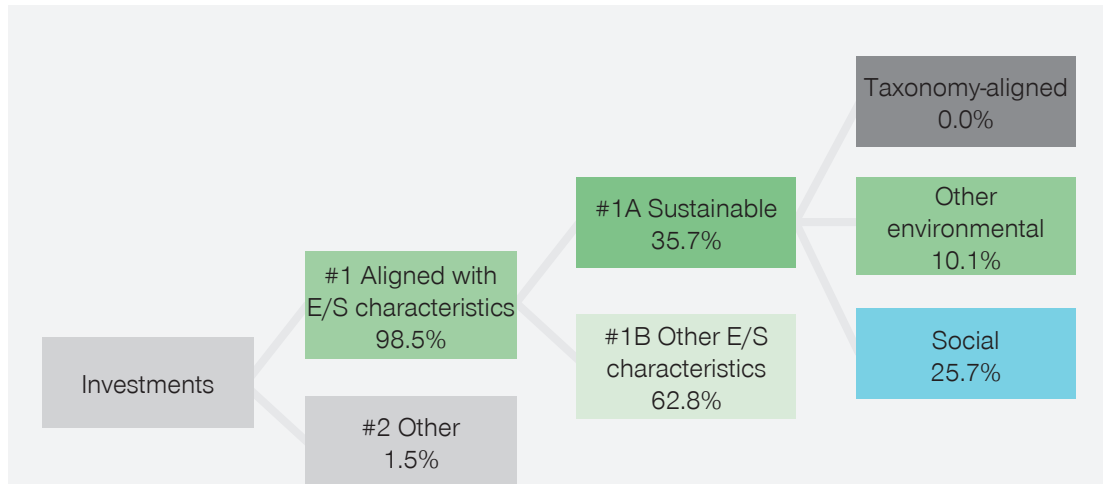 Taxonomy-aligned
0.0%
#1A Sustainable
35.7%
Other
environmental
10.1%
#1 Aligned with
E/S characteristics
98.5%
#1B Other E/S
characteristics
62.8%
Social
25.7%
Investments
#2 Other
1.5%